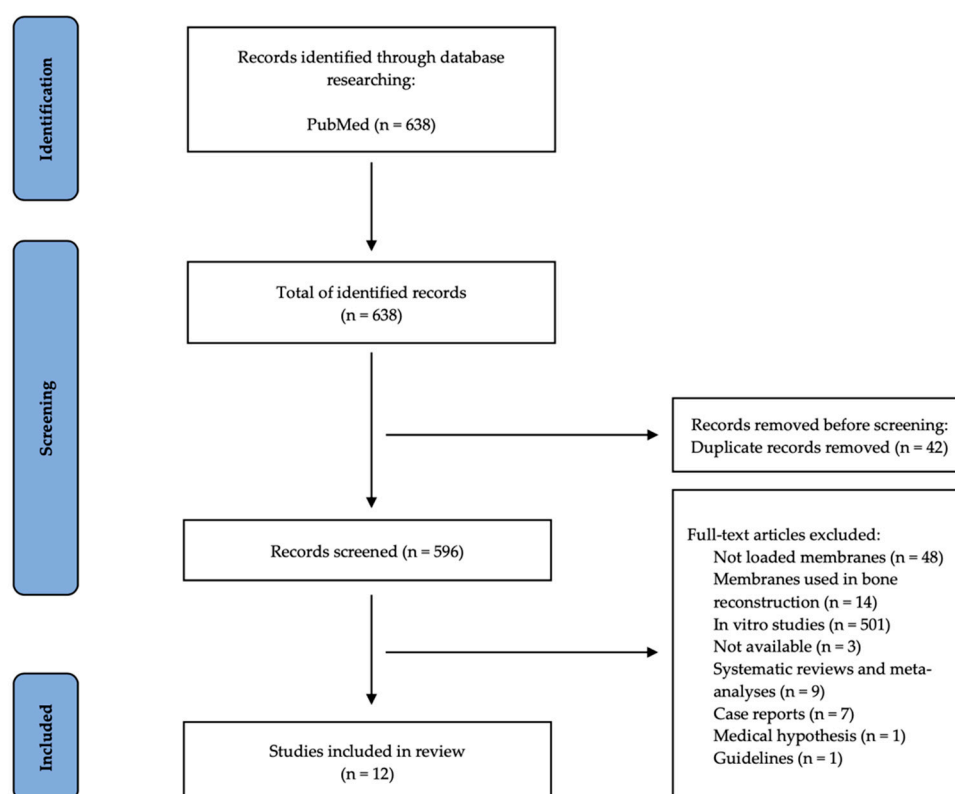 Identification
Records identified through database
researching:
PubMed (n = 638)
Screening
Total of identified records
(n = 638)
Records removed before screening:
Duplicate records removed (n = 42)
Records screened (n = 596)
Full-text articles excluded:
Not loaded membranes (n = 48)
Membranes used in bone
reconstruction (n = 14)
In vitro studies (n = 501)
Not available (n = 3)
Systematic reviews and meta-
analyses (n = 9)
Case reports (n = 7)
Medical hypothesis (n = 1)
Guidelines (n = 1)
Included
Studies included in review
(n = 12)